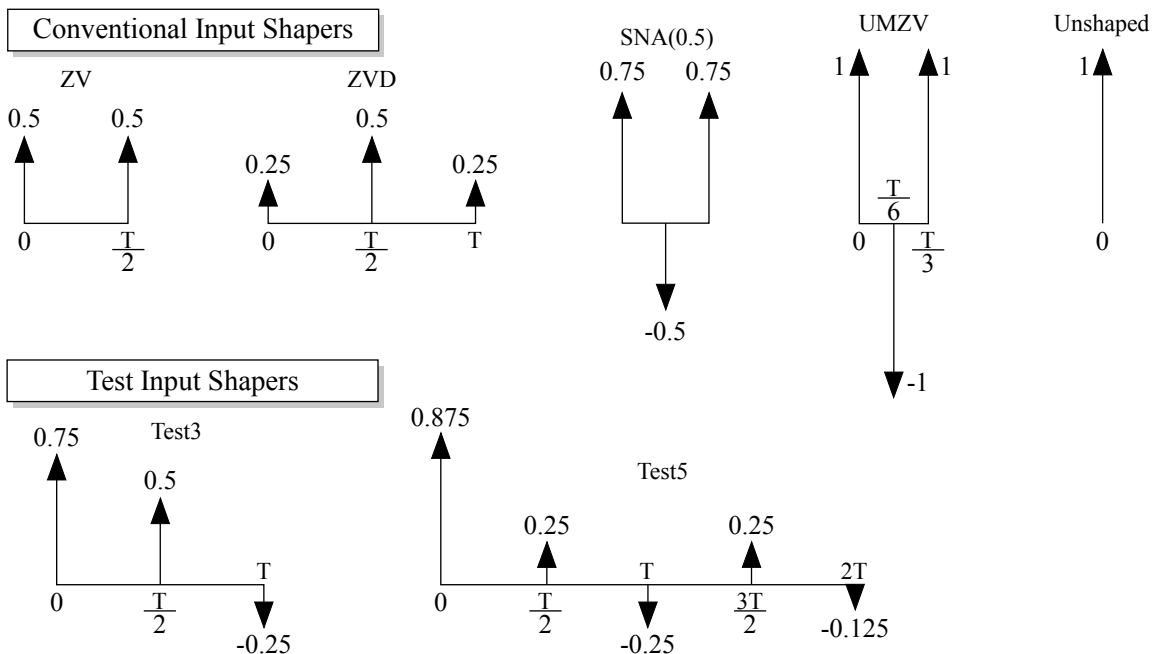 Conventional Input Shapers
ZV
0.5 0.5
0 T/2
ZVD
0.25 0.5 0.25
0 T/2 T
SNA(0.5)
0.75 0.75
-0.5
UMZV
1 1
T/6
0 T/3
-1
Unshaped
1
0
Test Input Shapers
Test3
0.75 0.5
0 T/2 T
-0.25
Test5
0.875 0.25 0.25
0 T/2 T 3T/2 2T
-0.25 -0.125